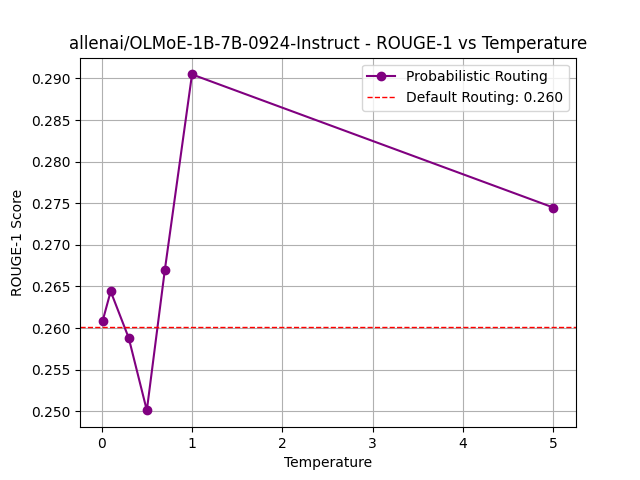 allenai/OLMoE-1B-7B-0924-Instruct - ROUGE-1 vs Temperature
Probabilistic Routing
Default Routing: 0.260
ROUGE-1 Score
0.290
0.285
0.280
0.275
0.270
0.265
0.260
0.255
0.250
0 1 2 3 4 5
Temperature